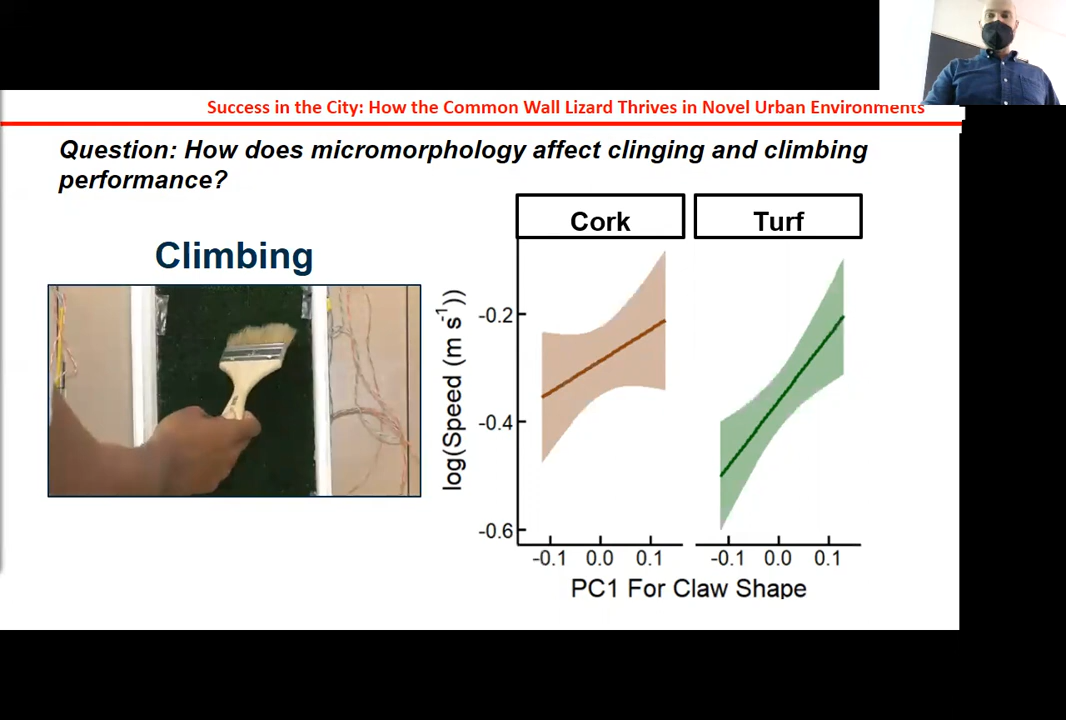 Success in the City: How the Common Wall Lizard Thrives in Novel Urban Environments
Question: How does micromorphology affect clinging and climbing
performance?
Climbing
Cork
Turf
log(Speed (m s⁻¹))
-0.2
-0.4
-0.6
-0.1 0.0 0.1
-0.1 0.0 0.1
PC1 For Claw Shape